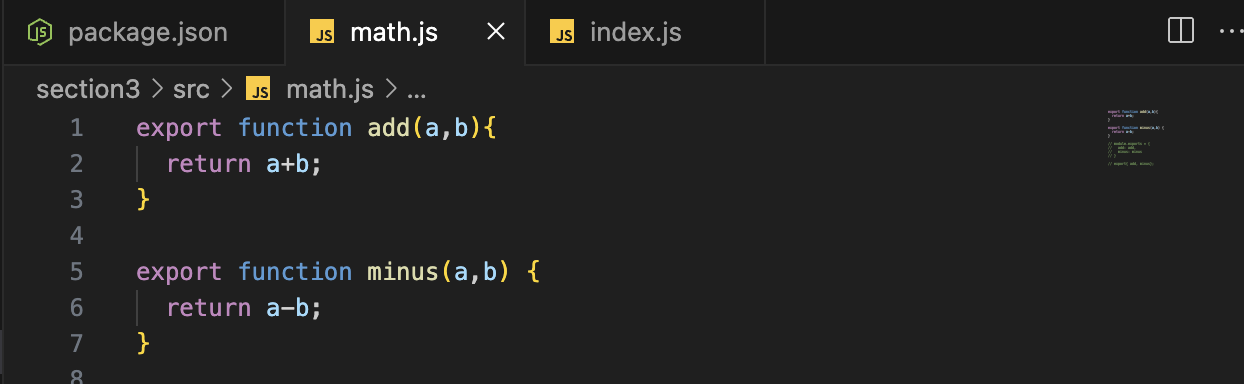 package.json
JS math.js
JS index.js
section3 > src > JS math.js > ...
1 export function add(a,b){
2 return a+b;
3 }
4
5 export function minus(a,b) {
6 return a-b;
7 }
8